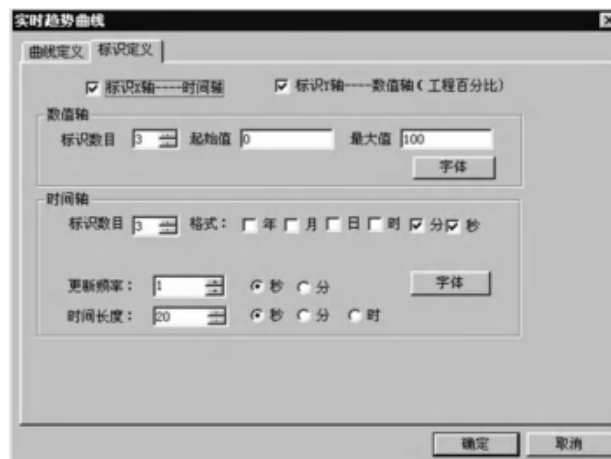 实时趋势曲线
曲线定义 标识定义
标识X轴----时间轴 标识Y轴----数值轴(工程百分比)
数值轴
标识数目 3 起始值 0 最大值 100
字体
时间轴
标识数目 3 格式: 年 月 日 时 分 秒
更新频率: 1 秒 分 字体
时间长度: 20 秒 分 时
确定 取消